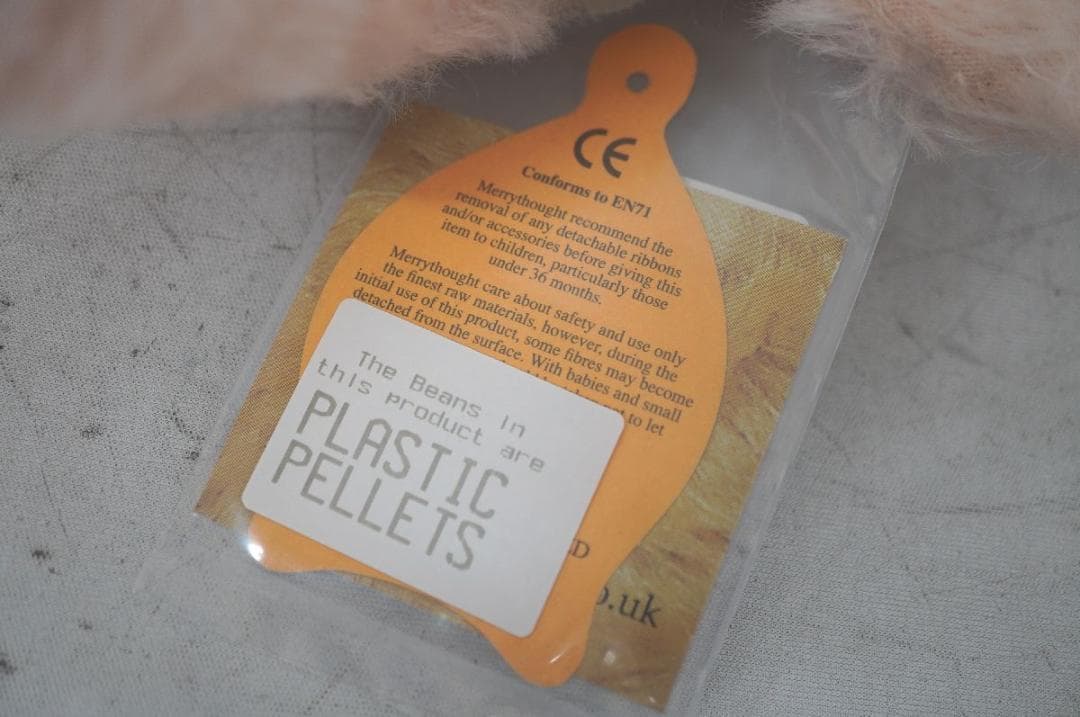 CE
Conforms to EN71
Merrythought recommend the
removal of any detachable ribbons
and/or accessories before giving this
item to children, particularly those
under 36 months.
Merrythought care about safety and use only
the finest raw materials, however, during the
initial use of this product, some fibres may become
detached from the surface. With babies and small
to let
The Beans In
this product are
PLASTIC
PELLETS
.uk